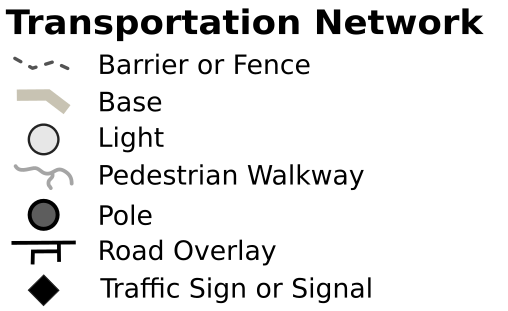 Transportation Network
Barrier or Fence
Base
Light
Pedestrian Walkway
Pole
Road Overlay
Traffic Sign or Signal